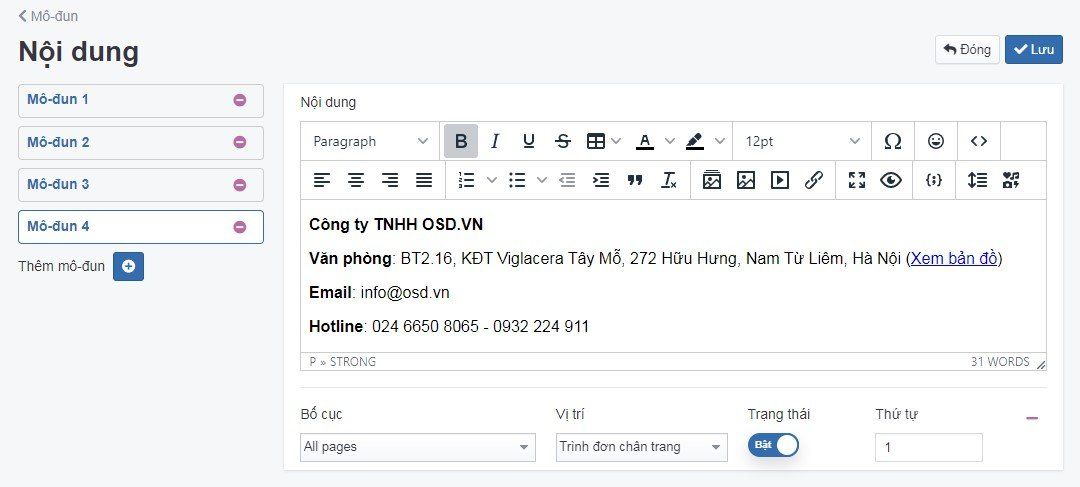 Mô-đun
Nội dung
Đóng
Lưu
Mô-đun 1
Mô-đun 2
Mô-đun 3
Mô-đun 4
Thêm mô-đun
Nội dung
Paragraph
12pt
Công ty TNHH OSD.VN
Văn phòng: BT2.16, KĐT Viglacera Tây Mỗ, 272 Hữu Hưng, Nam Từ Liêm, Hà Nội (Xem bản đồ)
Email: info@osd.vn
Hotline: 024 6650 8065 - 0932 224 911
P » STRONG
31 WORDS
Bố cục
Vị trí
Trạng thái
Thứ tự
All pages
Trình đơn chân trang
Bật
1